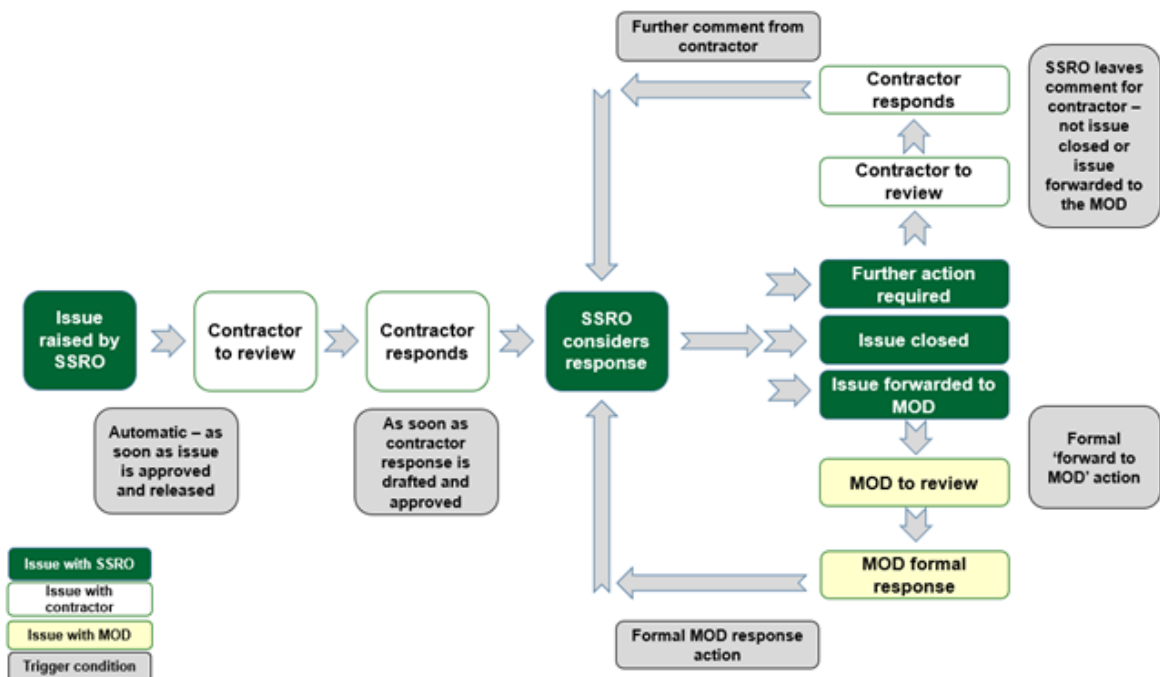 Further comment from
contractor
Contractor
responds
SSRO leaves
comment for
contractor –
not issue
closed or
issue
forwarded to
the MOD
Contractor to
review
Further action
required
Issue
raised by
SSRO
Contractor
to review
Contractor
responds
SSRO
considers
response
Issue closed
Issue forwarded to
MOD
Automatic – as
soon as issue
is approved
and released
As soon as
contractor
response is
drafted and
approved
Formal
‘forward to
MOD’ action
MOD to review
MOD formal
response
Formal MOD response
action
Issue with SSRO
Issue with
contractor
Issue with MOD
Trigger condition